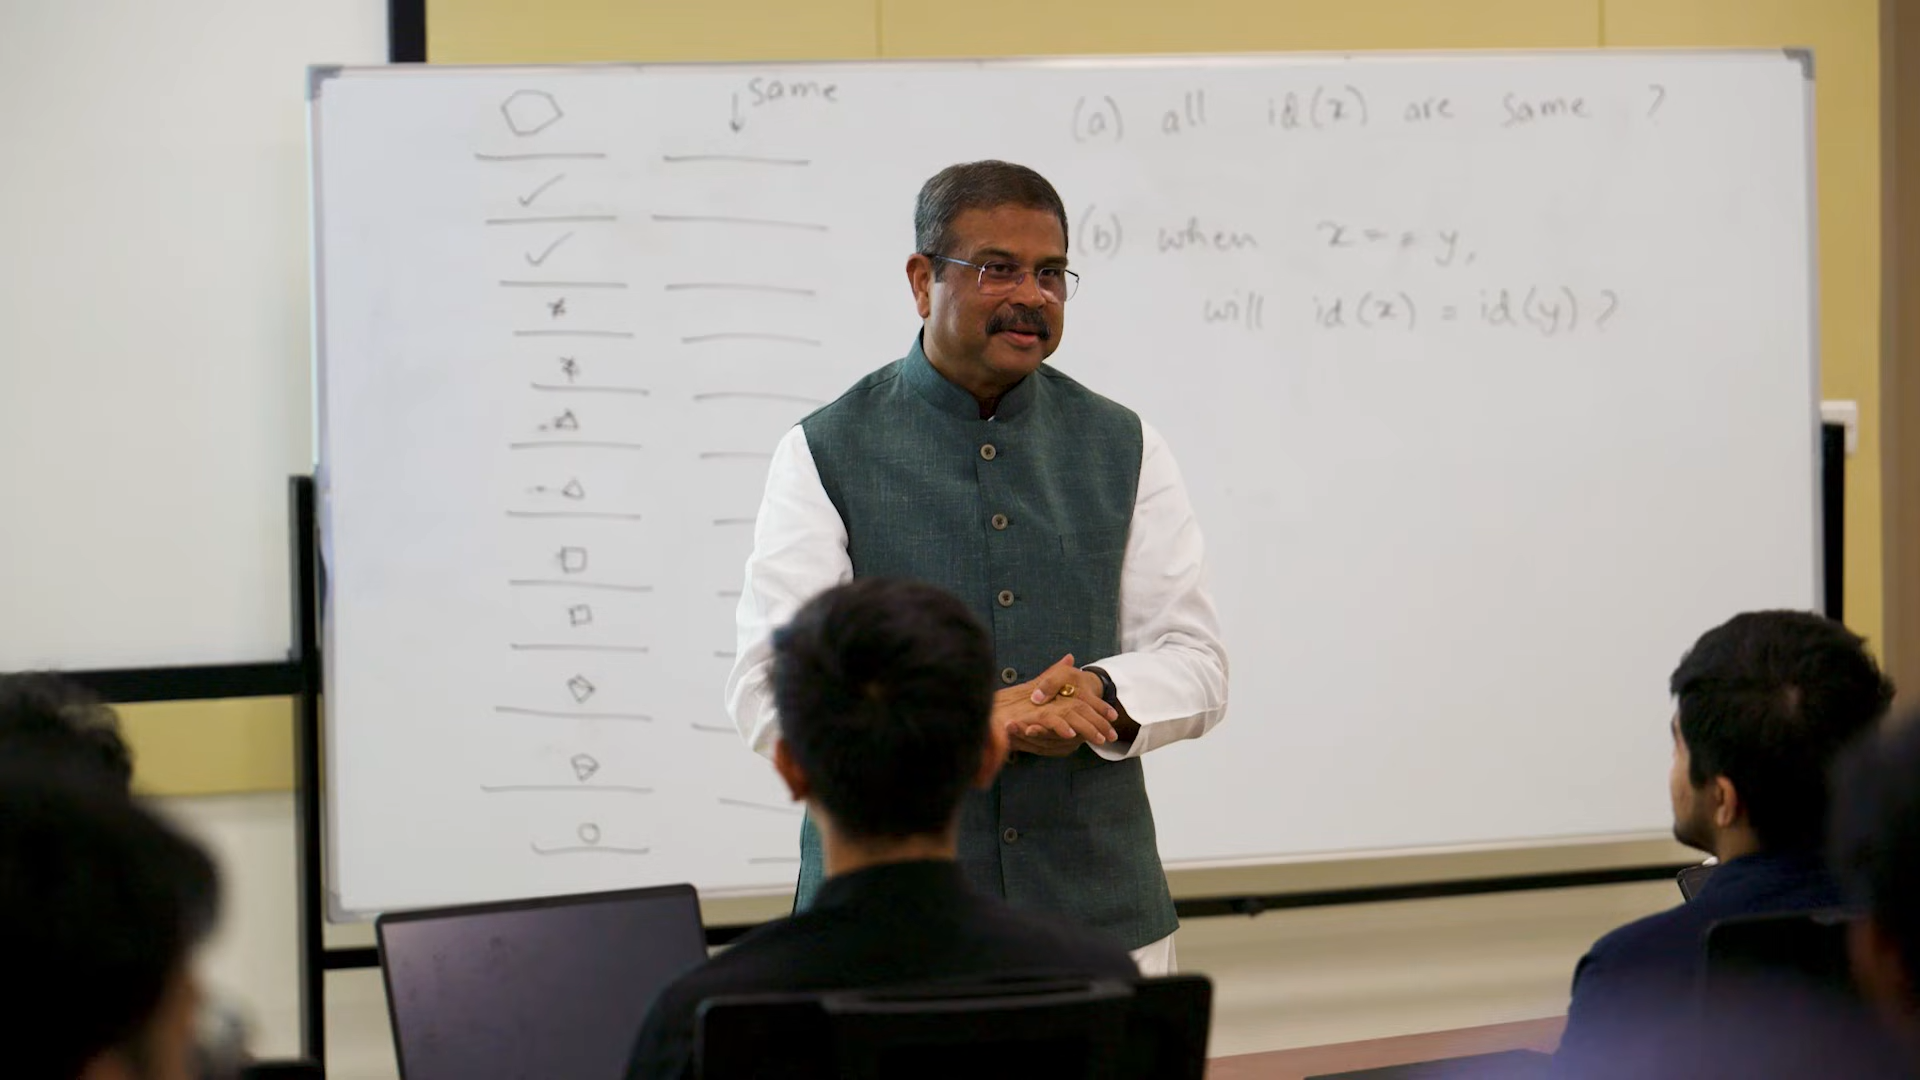 same
(a) all id(x) are same ?
(b) when x == y,
will id(x) = id(y) ?